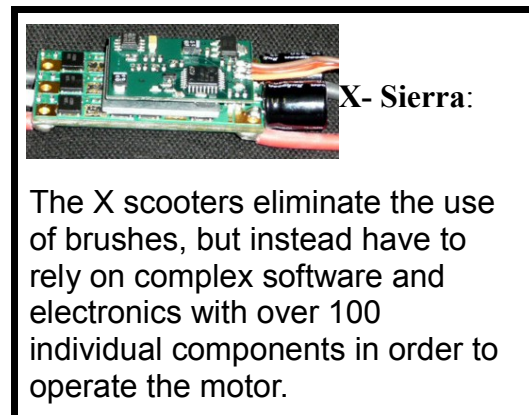 X- Sierra:
The X scooters eliminate the use
of brushes, but instead have to
rely on complex software and
electronics with over 100
individual components in order to
operate the motor.